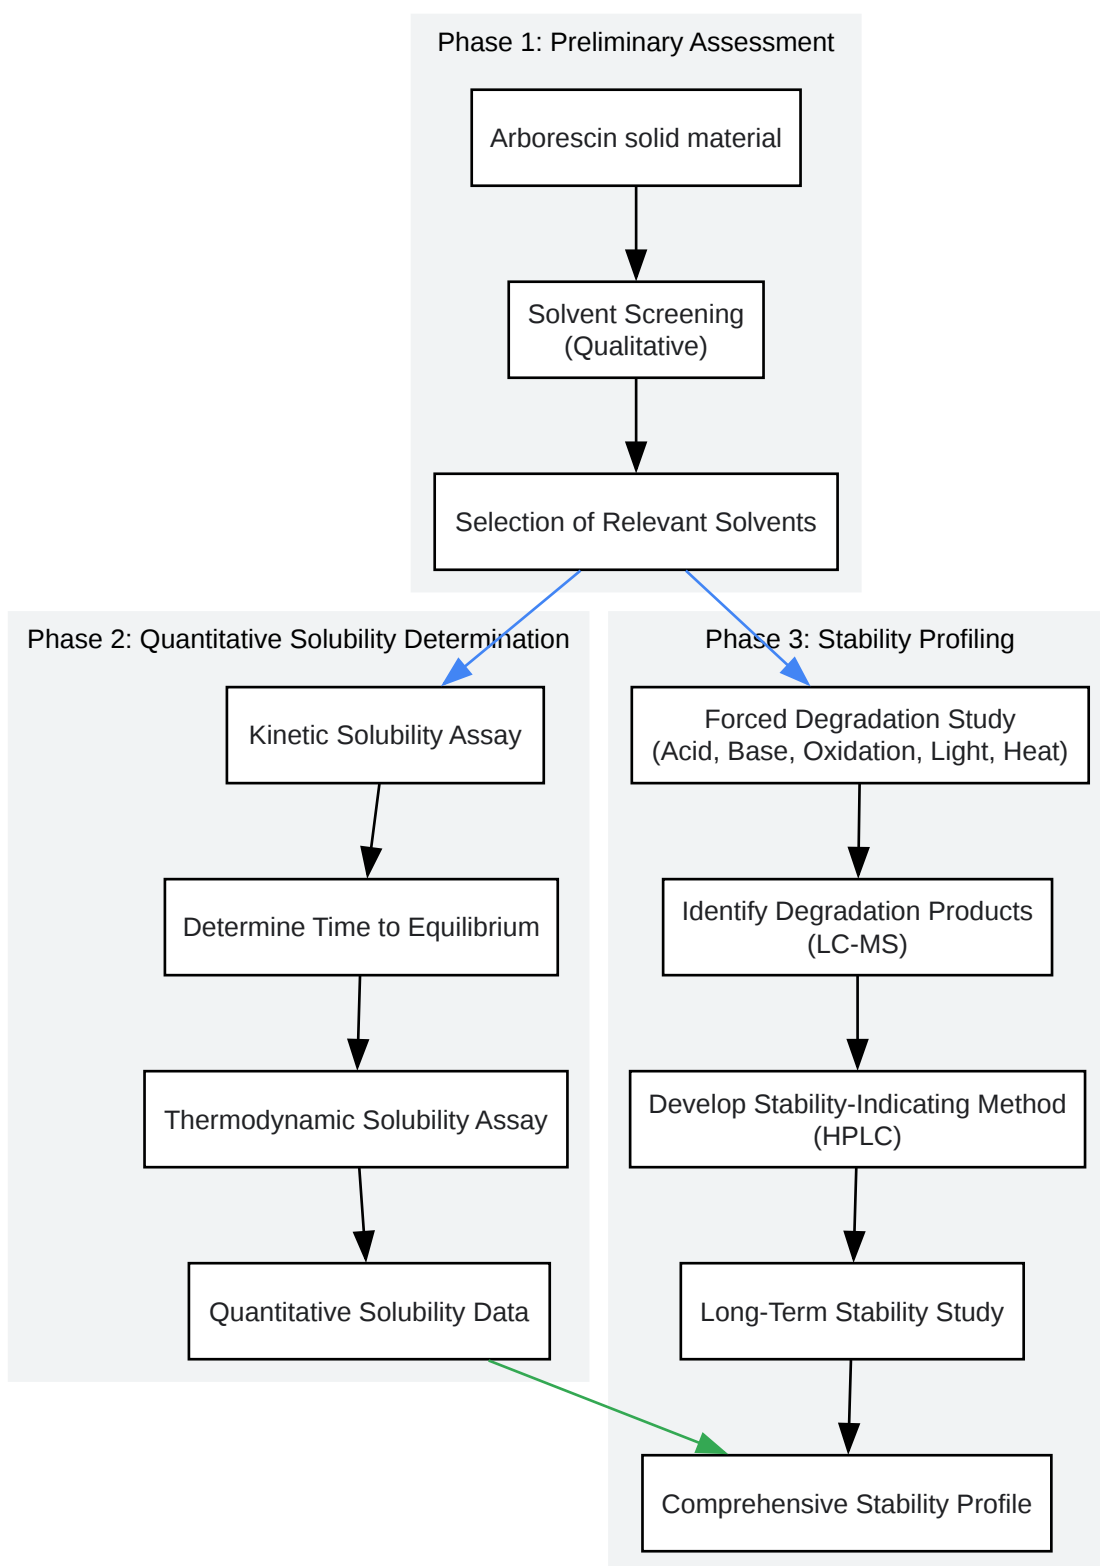 Phase 1: Preliminary Assessment
Arborescin solid material
Solvent Screening
(Qualitative)
Selection of Relevant Solvents
Phase 2: Quantitative Solubility Determination
Kinetic Solubility Assay
Determine Time to Equilibrium
Thermodynamic Solubility Assay
Quantitative Solubility Data
Phase 3: Stability Profiling
Forced Degradation Study
(Acid, Base, Oxidation, Light, Heat)
Identify Degradation Products
(LC-MS)
Develop Stability-Indicating Method
(HPLC)
Long-Term Stability Study
Comprehensive Stability Profile